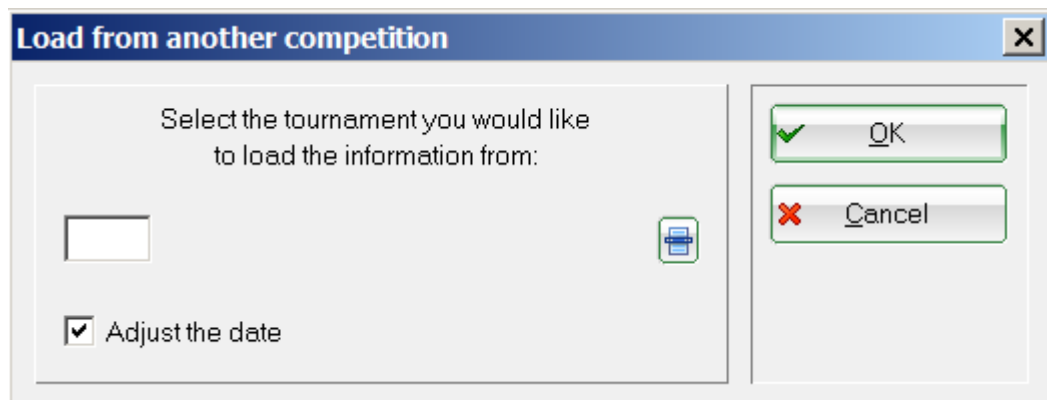 Load from another competition
Select the tournament you would like
to load the information from:
Adjust the date
OK
Cancel